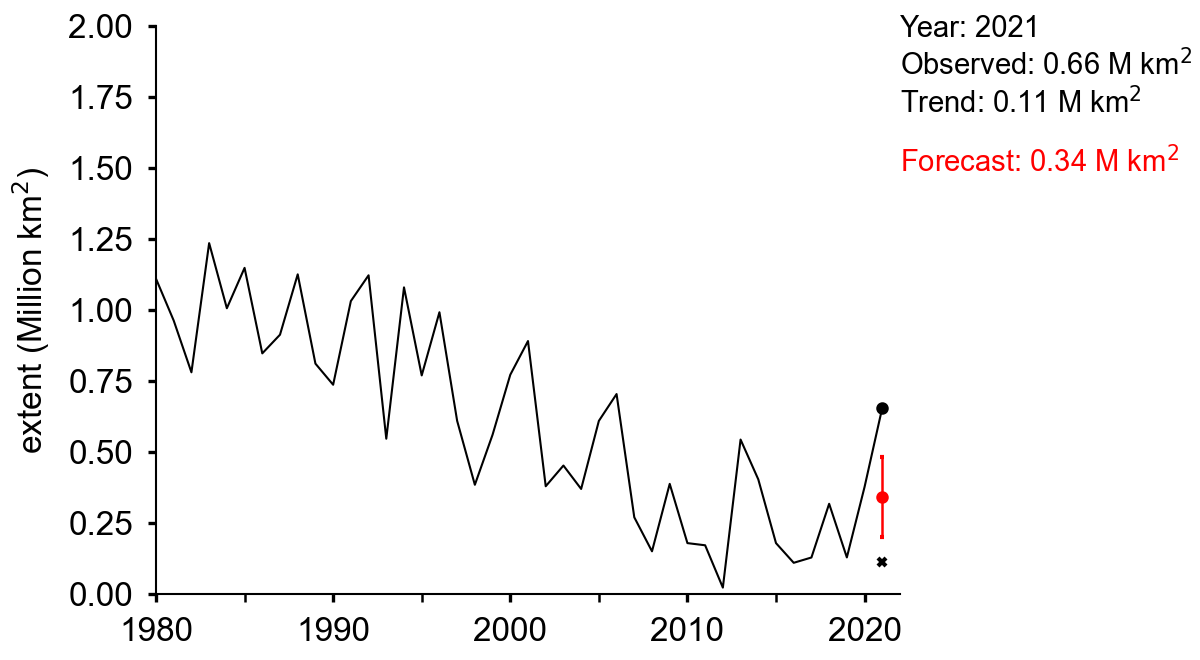 2.00
1.75
1.50
1.25
1.00
0.75
0.50
0.25
0.00
extent (Million km²)
1980
1990
2000
2010
2020
Year: 2021
Observed: 0.66 M km²
Trend: 0.11 M km²
Forecast: 0.34 M km²